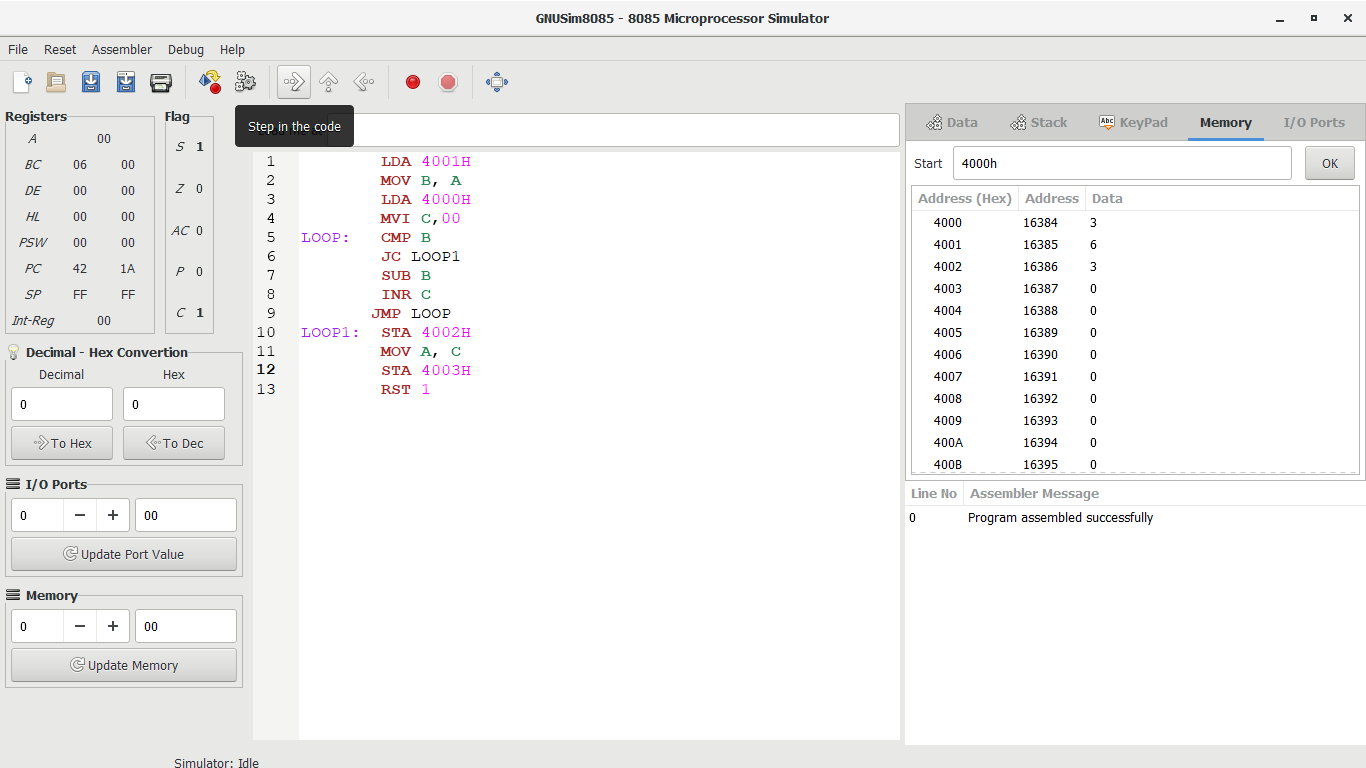 GNUSim8085 - 8085 Microprocessor Simulator
File Reset Assembler Debug Help
Step in the code
Registers
A 00
BC 06 00
DE 00 00
HL 00 00
PSW 00 00
PC 42 1A
SP FF FF
Int-Reg 00
Flag
S 1
Z 0
AC 0
P 0
C 1
Decimal - Hex Convertion
Decimal Hex
0 0
To Hex To Dec
I/O Ports
0 − + 00
Update Port Value
Memory
0 − + 00
Update Memory
1 LDA 4001H
2 MOV B, A
3 LDA 4000H
4 MVI C,00
5 LOOP: CMP B
6 JC LOOP1
7 SUB B
8 INR C
9 JMP LOOP
10 LOOP1: STA 4002H
11 MOV A, C
12 STA 4003H
13 RST 1
Data Stack Abc KeyPad Memory I/O Ports
Start 4000h OK
Address (Hex) Address Data
4000 16384 3
4001 16385 6
4002 16386 3
4003 16387 0
4004 16388 0
4005 16389 0
4006 16390 0
4007 16391 0
4008 16392 0
4009 16393 0
400A 16394 0
400B 16395 0
Line No Assembler Message
0 Program assembled successfully
Simulator: Idle